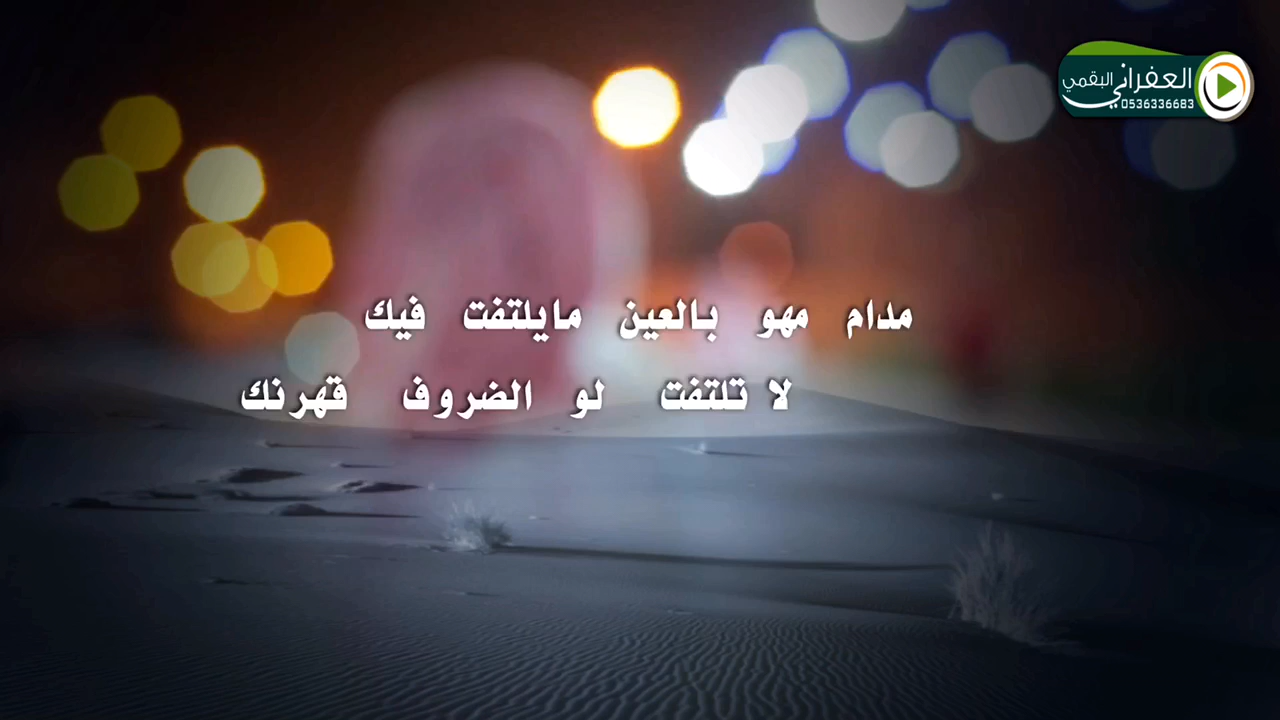 العفراني البقمي
0536336683
مدام مهو بالعين مايلتفت فيك
لا تلتفت لو الضروف قهرنك